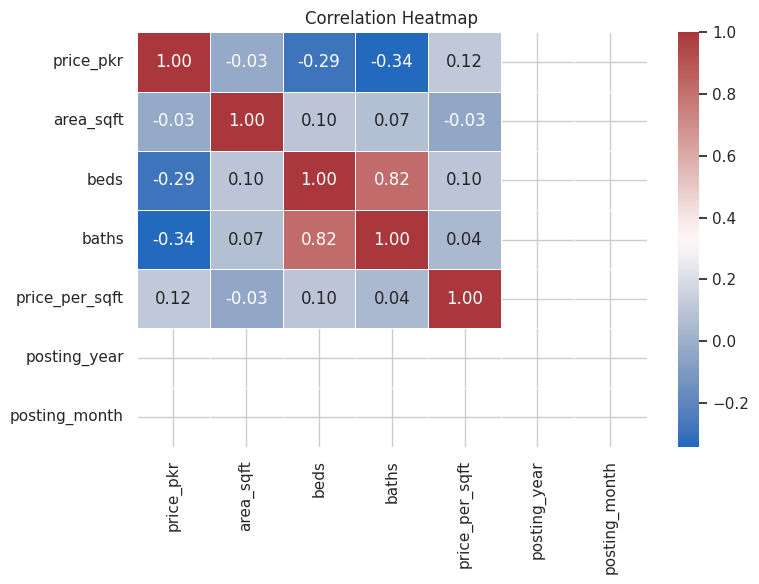 Correlation Heatmap
price_pkr 1.00 -0.03 -0.29 -0.34 0.12
area_sqft -0.03 1.00 0.10 0.07 -0.03
beds -0.29 0.10 1.00 0.82 0.10
baths -0.34 0.07 0.82 1.00 0.04
price_per_sqft 0.12 -0.03 0.10 0.04 1.00
posting_year
posting_month
price_pkr
area_sqft
beds
baths
price_per_sqft
posting_year
posting_month
1.0
0.8
0.6
0.4
0.2
0.0
−0.2